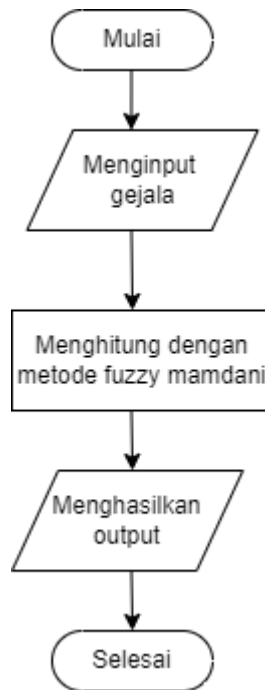 Mulai
Menginput
gejala
Menghitung dengan
metode fuzzy mamdani
Menghasilkan
output
Selesai